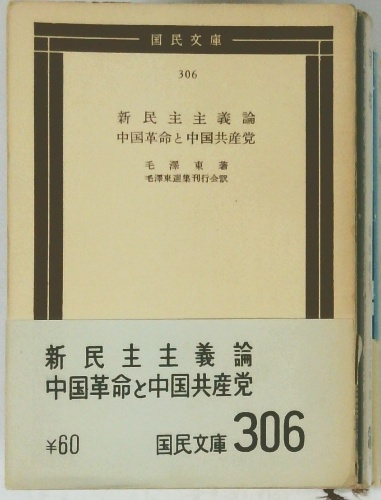 国民文庫
306
新民主主義論
中国革命と中国共産党
毛澤東著
毛澤東選集刊行会訳
新民主主義論
中国革命と中国共産党
¥60 国民文庫 306